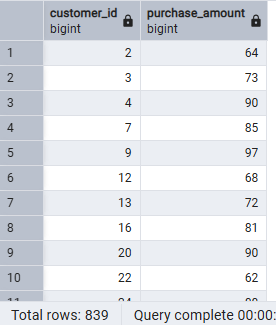 customer_id purchase_amount
bigint bigint
1 2 64
2 3 73
3 4 90
4 7 85
5 9 97
6 12 68
7 13 72
8 16 81
9 20 90
10 22 62
Total rows: 839 Query complete 00:00: